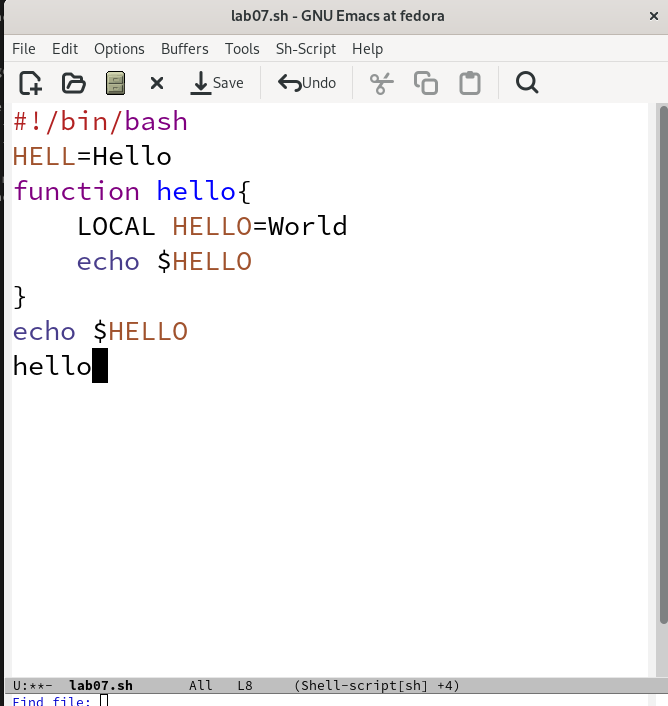 lab07.sh - GNU Emacs at fedora ×
File Edit Options Buffers Tools Sh-Script Help
Save Undo
#!/bin/bash
HELL=Hello
function hello{
    LOCAL HELLO=World
    echo $HELLO
}
echo $HELLO
hello
U:**- lab07.sh All L8 (Shell-script[sh] +4)
Find file: